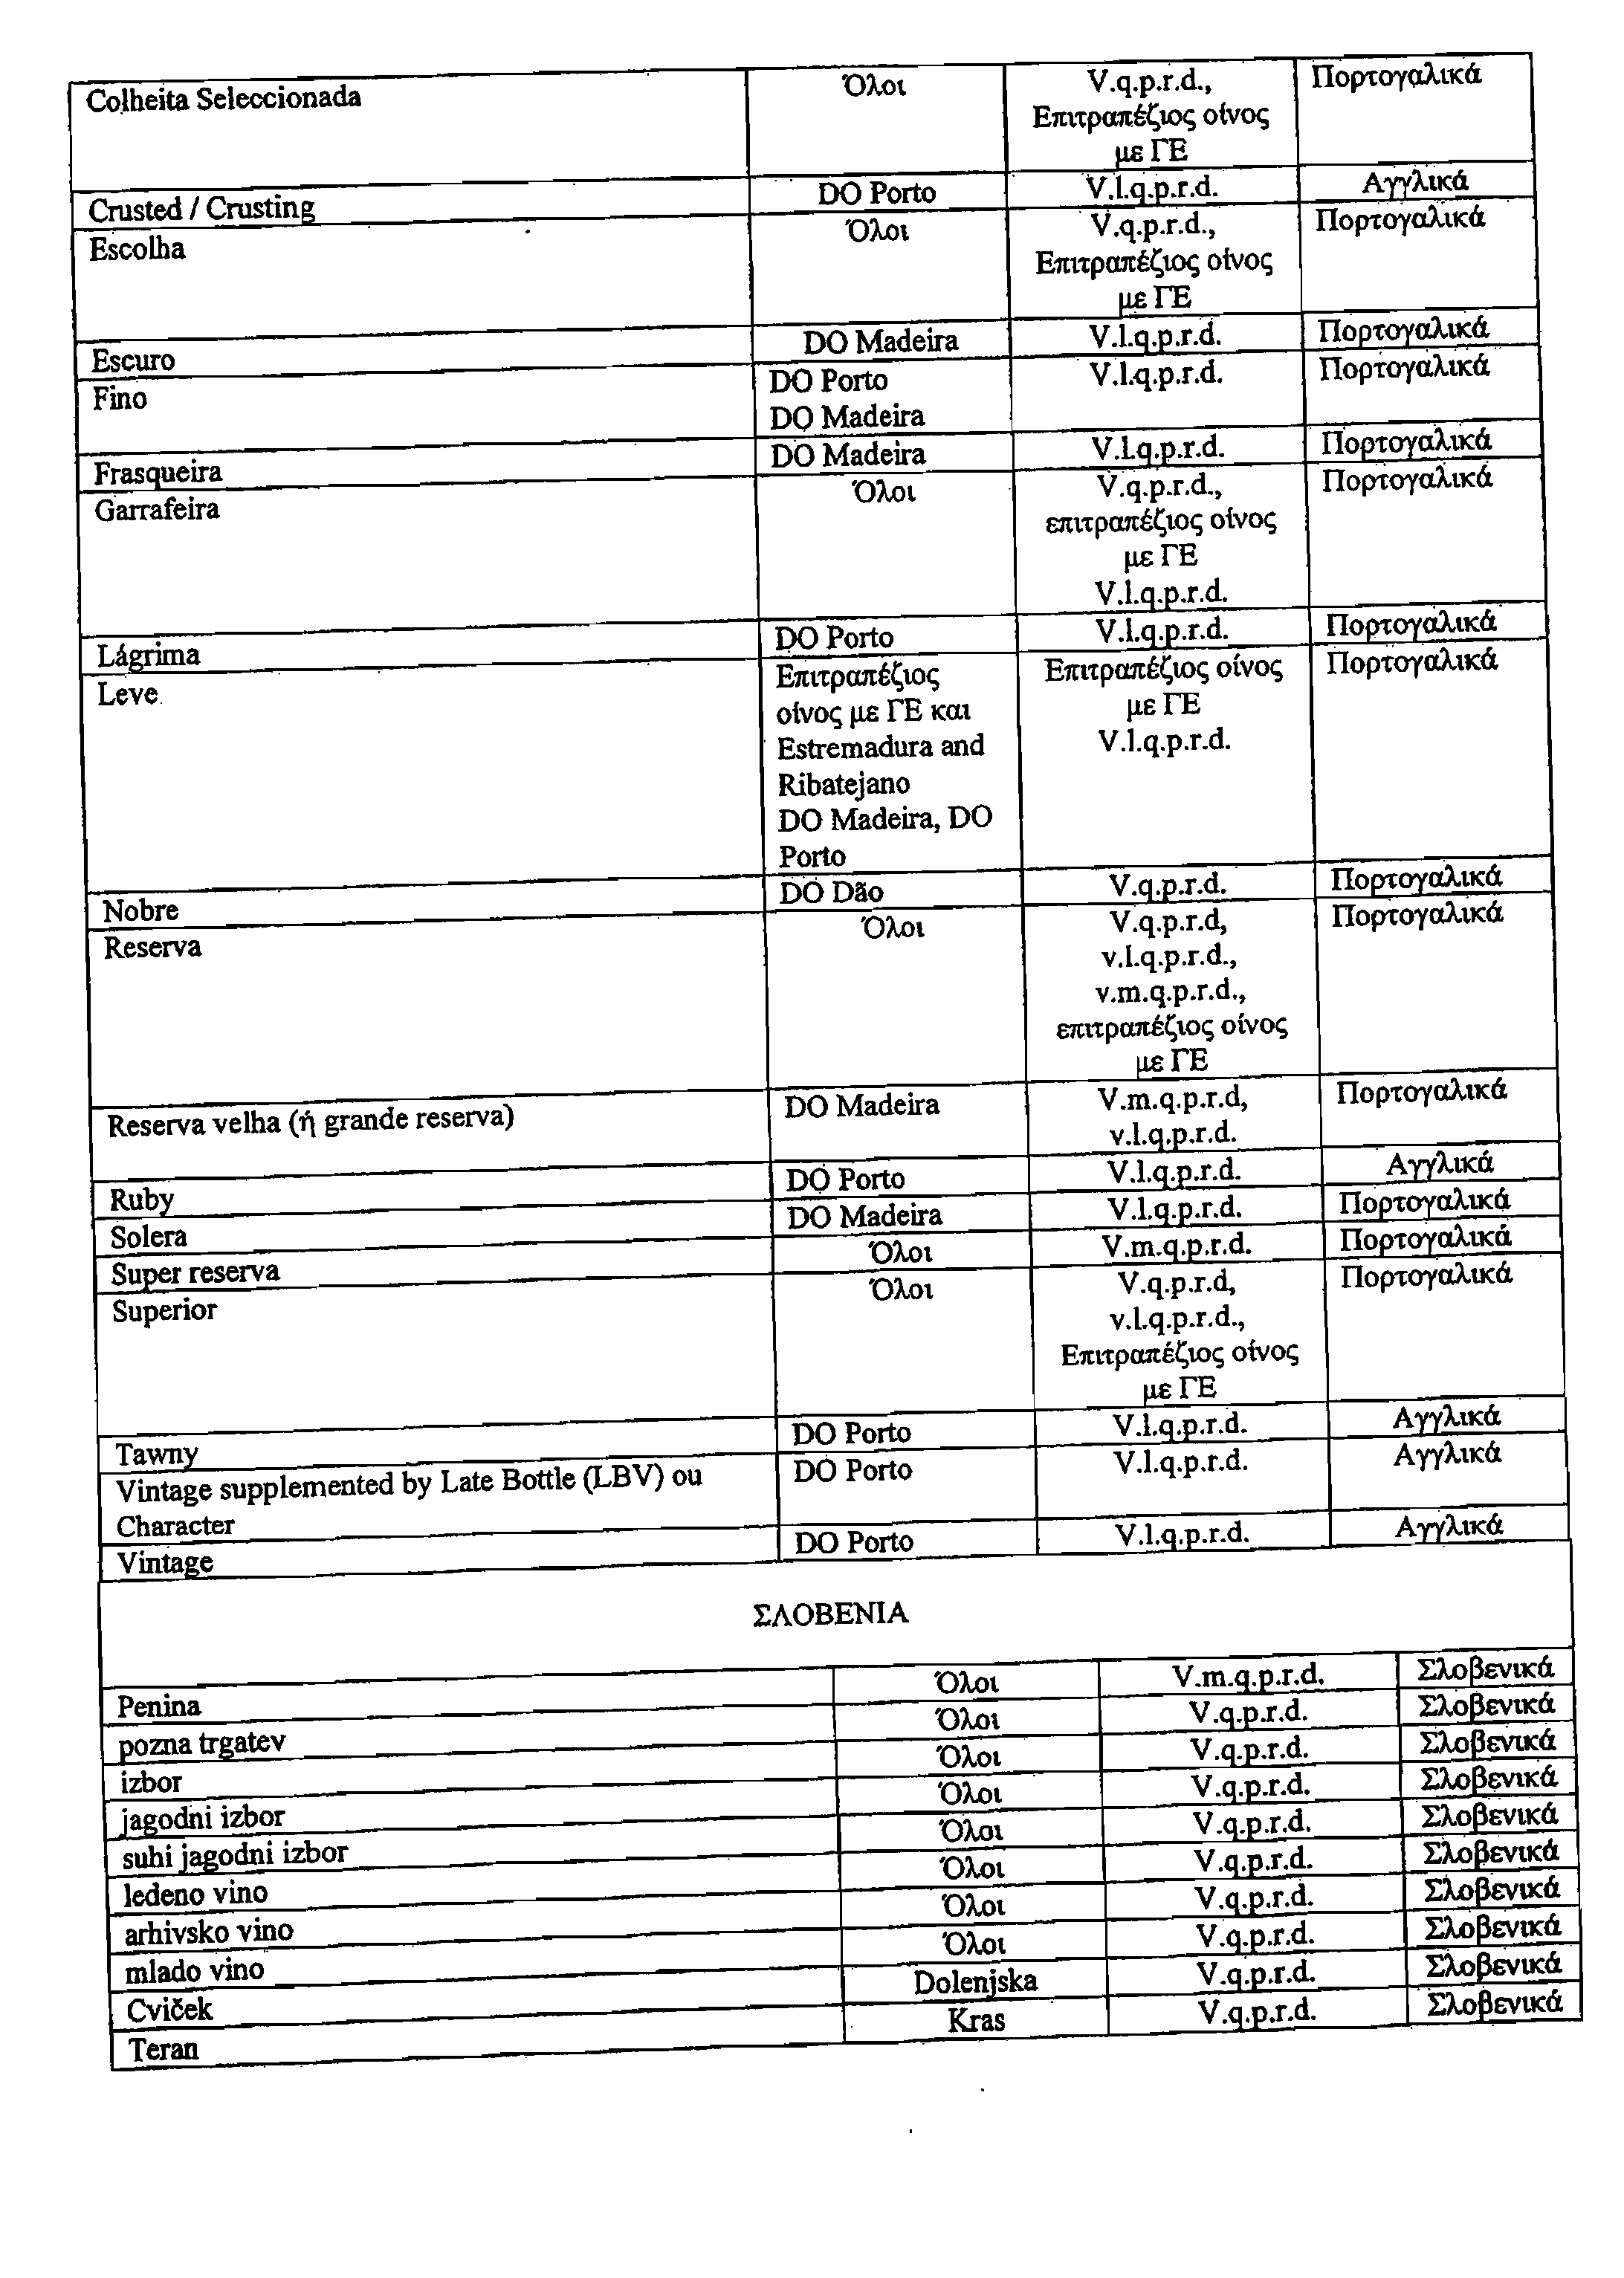 Colheita Seleccionada Όλοι V.q.p.r.d., Πορτογαλικά
Επιτραπέζιος οίνος
με ΓΕ
Crusted / Crusting DO Porto V.l.q.p.r.d. Αγγλικά
Escolha Όλοι V.q.p.r.d., Πορτογαλικά
Επιτραπέζιος οίνος
με ΓΕ
Escuro DO Madeira V.l.q.p.r.d. Πορτογαλικά
Fino DO Porto V.l.q.p.r.d. Πορτογαλικά
DO Madeira
Frasqueira DO Madeira V.l.q.p.r.d. Πορτογαλικά
Garrafeira Όλοι V.q.p.r.d., Πορτογαλικά
επιτραπέζιος οίνος
με ΓΕ
V.l.q.p.r.d.
Lágrima DO Porto V.l.q.p.r.d. Πορτογαλικά
Leve Επιτραπέζιος Επιτραπέζιος οίνος Πορτογαλικά
οίνος με ΓΕ και με ΓΕ
Estremadura and V.l.q.p.r.d.
Ribatejano
DO Madeira, DO
Porto
Nobre DO Dão V.q.p.r.d. Πορτογαλικά
Reserva Όλοι V.q.p.r.d, Πορτογαλικά
v.l.q.p.r.d.,
v.m.q.p.r.d.,
επιτραπέζιος οίνος
με ΓΕ
Reserva velha (ή grande reserva) DO Madeira V.m.q.p.r.d, Πορτογαλικά
v.l.q.p.r.d.
Ruby DO Porto V.l.q.p.r.d. Αγγλικά
Solera DO Madeira V.l.q.p.r.d. Πορτογαλικά
Super reserva Όλοι V.m.q.p.r.d. Πορτογαλικά
Superior Όλοι V.q.p.r.d, Πορτογαλικά
v.l.q.p.r.d.,
Επιτραπέζιος οίνος
με ΓΕ
Tawny DO Porto V.l.q.p.r.d. Αγγλικά
Vintage supplemented by Late Bottle (LBV) ou DO Porto V.l.q.p.r.d. Αγγλικά
Character
Vintage DO Porto V.l.q.p.r.d. Αγγλικά
ΣΛΟΒΕΝΙΑ
Penina Όλοι V.m.q.p.r.d. Σλοβενικά
pozna trgatev Όλοι V.q.p.r.d. Σλοβενικά
izbor Όλοι V.q.p.r.d. Σλοβενικά
jagodni izbor Όλοι V.q.p.r.d. Σλοβενικά
suhi jagodni izbor Όλοι V.q.p.r.d. Σλοβενικά
ledeno vino Όλοι V.q.p.r.d. Σλοβενικά
arhivsko vino Όλοι V.q.p.r.d. Σλοβενικά
mlado vino Όλοι V.q.p.r.d. Σλοβενικά
Cviček Dolenjska V.q.p.r.d. Σλοβενικά
Teran Kras V.q.p.r.d. Σλοβενικά